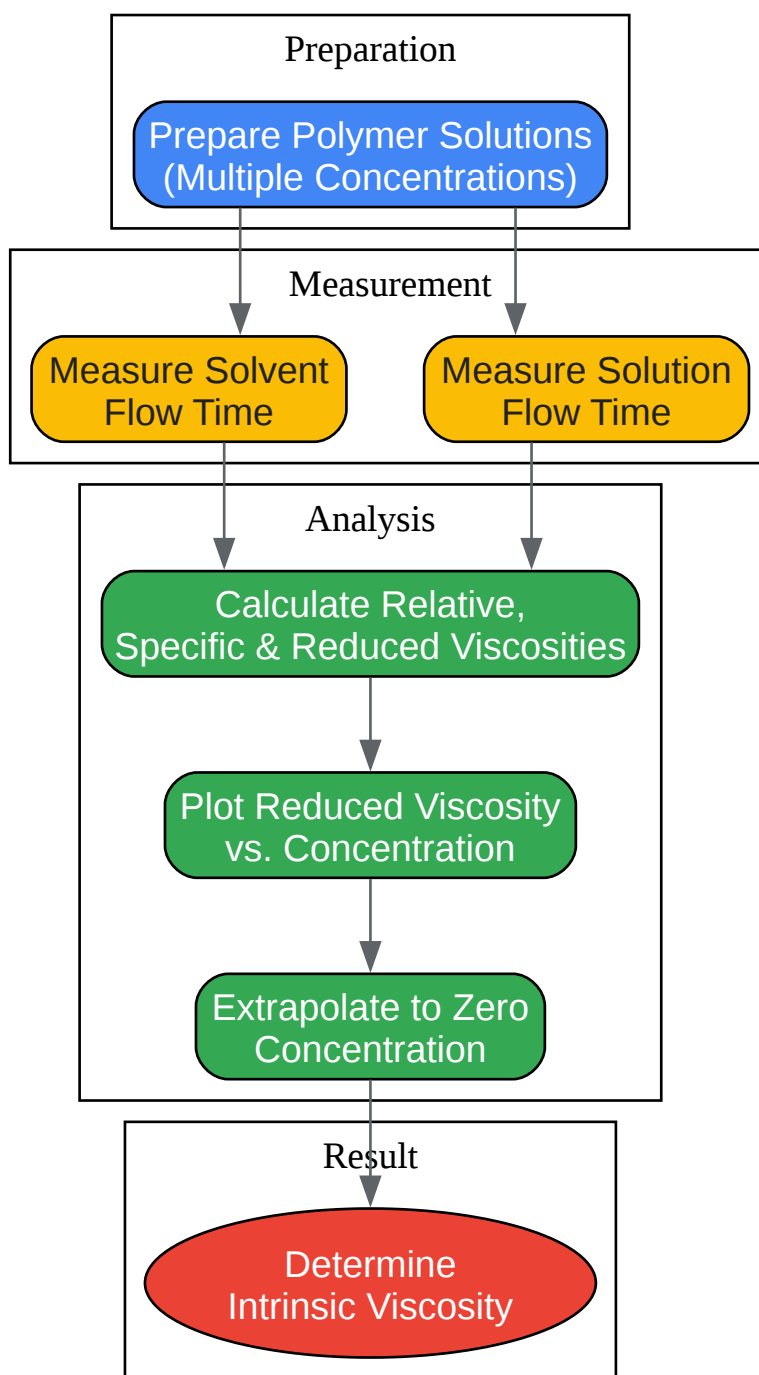 Preparation
Prepare Polymer Solutions
(Multiple Concentrations)
Measurement
Measure Solvent
Flow Time
Measure Solution
Flow Time
Analysis
Calculate Relative,
Specific & Reduced Viscosities
Plot Reduced Viscosity
vs. Concentration
Extrapolate to Zero
Concentration
Result
Determine
Intrinsic Viscosity